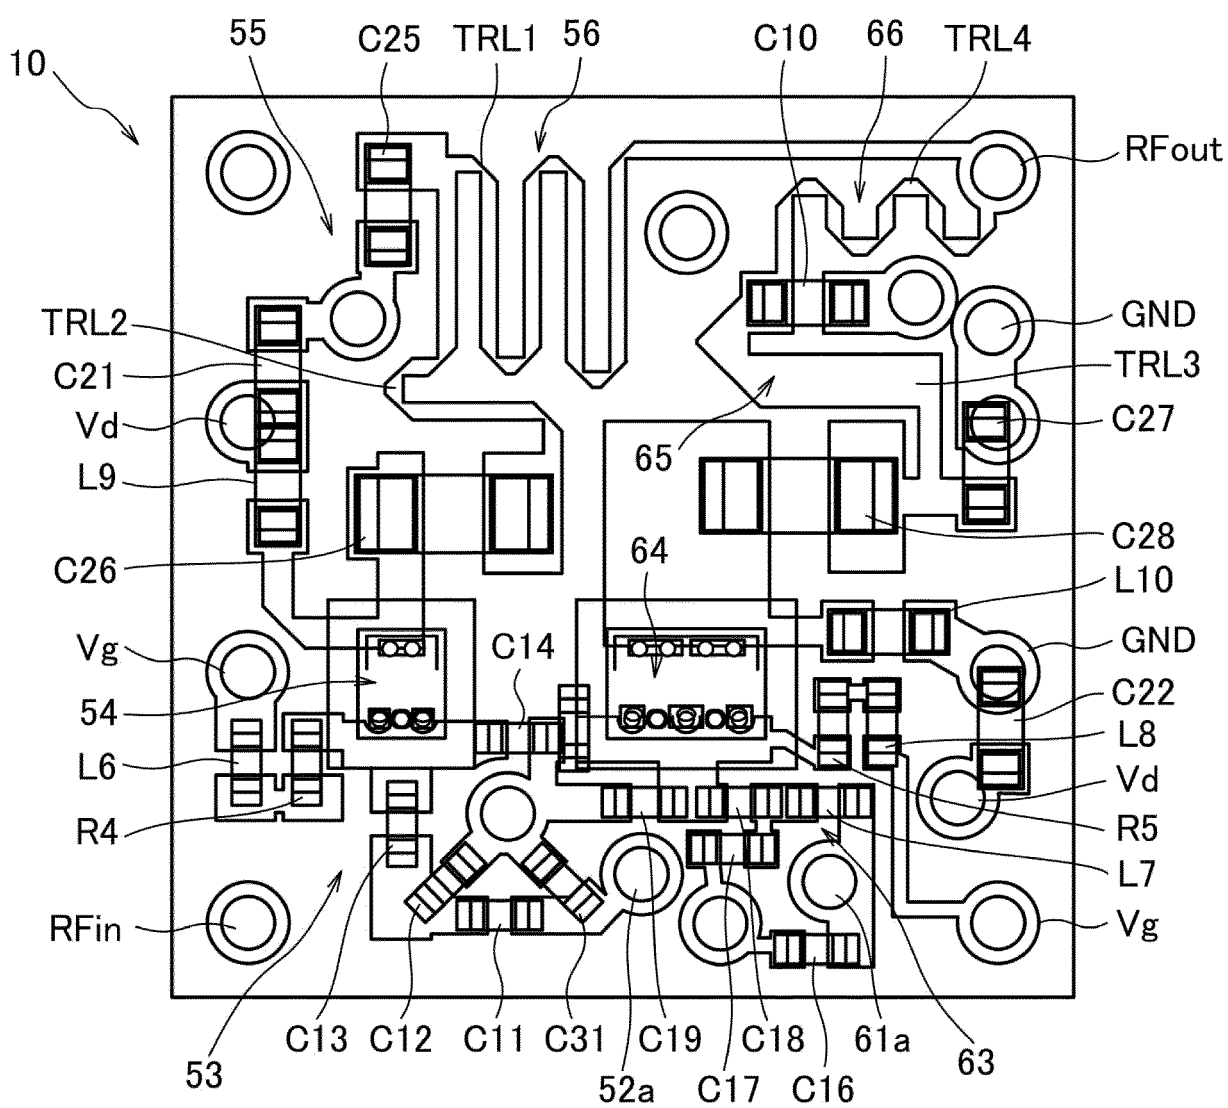 55 C25 TRL1 56 C10 66 TRL4
10
RFout
TRL2
GND
C21
TRL3
Vd
65
C27
L9
C26
64
C28
L10
Vg
C14
GND
54
C22
L6
L8
Vd
R4
R5
L7
RFin
Vg
C13 C12 C11 C31 C19 C18 61a 63
53 52a C17 C16